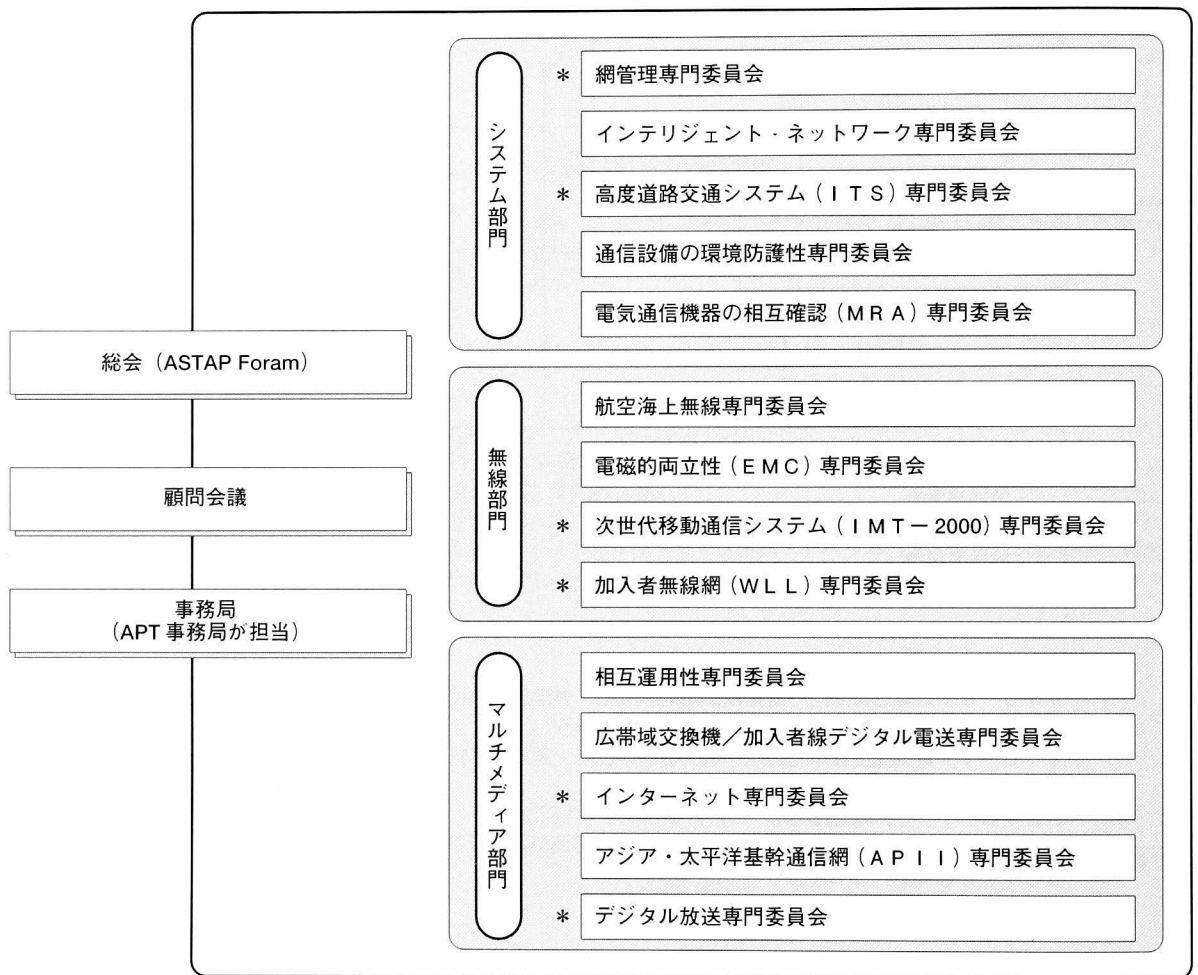 総会（ASTAP Foram）
顧問会議
事務局
（APT 事務局が担当）
システム部門
* 網管理専門委員会
インテリジェント‐ネットワーク専門委員会
* 高度道路交通システム（ＩＴＳ）専門委員会
通信設備の環境防護性専門委員会
電気通信機器の相互確認（ＭＲＡ）専門委員会
無線部門
航空海上無線専門委員会
電磁的両立性（ＥＭＣ）専門委員会
* 次世代移動通信システム（ＩＭＴ－2000）専門委員会
* 加入者無線網（ＷＬＬ）専門委員会
マルチメディア部門
相互運用性専門委員会
広帯域交換機／加入者線デジタル電送専門委員会
* インターネット専門委員会
アジア・太平洋基幹通信網（ＡＰＩＩ）専門委員会
* デジタル放送専門委員会